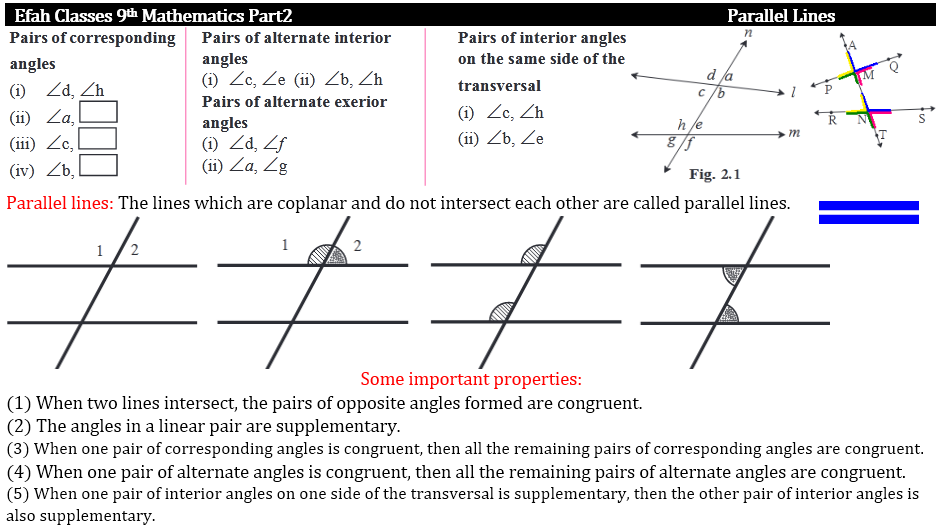 Efah Classes 9th Mathematics Part2 Parallel Lines
Pairs of corresponding
angles
(i) ∠d, ∠h
(ii) ∠a,
(iii) ∠c,
(iv) ∠b,
Pairs of alternate interior
angles
(i) ∠c, ∠e (ii) ∠b, ∠h
Pairs of alternate exerior
angles
(i) ∠d, ∠f
(ii) ∠a, ∠g
Pairs of interior angles
on the same side of the
transversal
(i) ∠c, ∠h
(ii) ∠b, ∠e
n
d a
c b
l
h e
m
g f
Fig. 2.1
A
M Q
P
R N S
T
Parallel lines: The lines which are coplanar and do not intersect each other are called parallel lines.
1 2
1 2
Some important properties:
(1) When two lines intersect, the pairs of opposite angles formed are congruent.
(2) The angles in a linear pair are supplementary.
(3) When one pair of corresponding angles is congruent, then all the remaining pairs of corresponding angles are congruent.
(4) When one pair of alternate angles is congruent, then all the remaining pairs of alternate angles are congruent.
(5) When one pair of interior angles on one side of the transversal is supplementary, then the other pair of interior angles is
also supplementary.